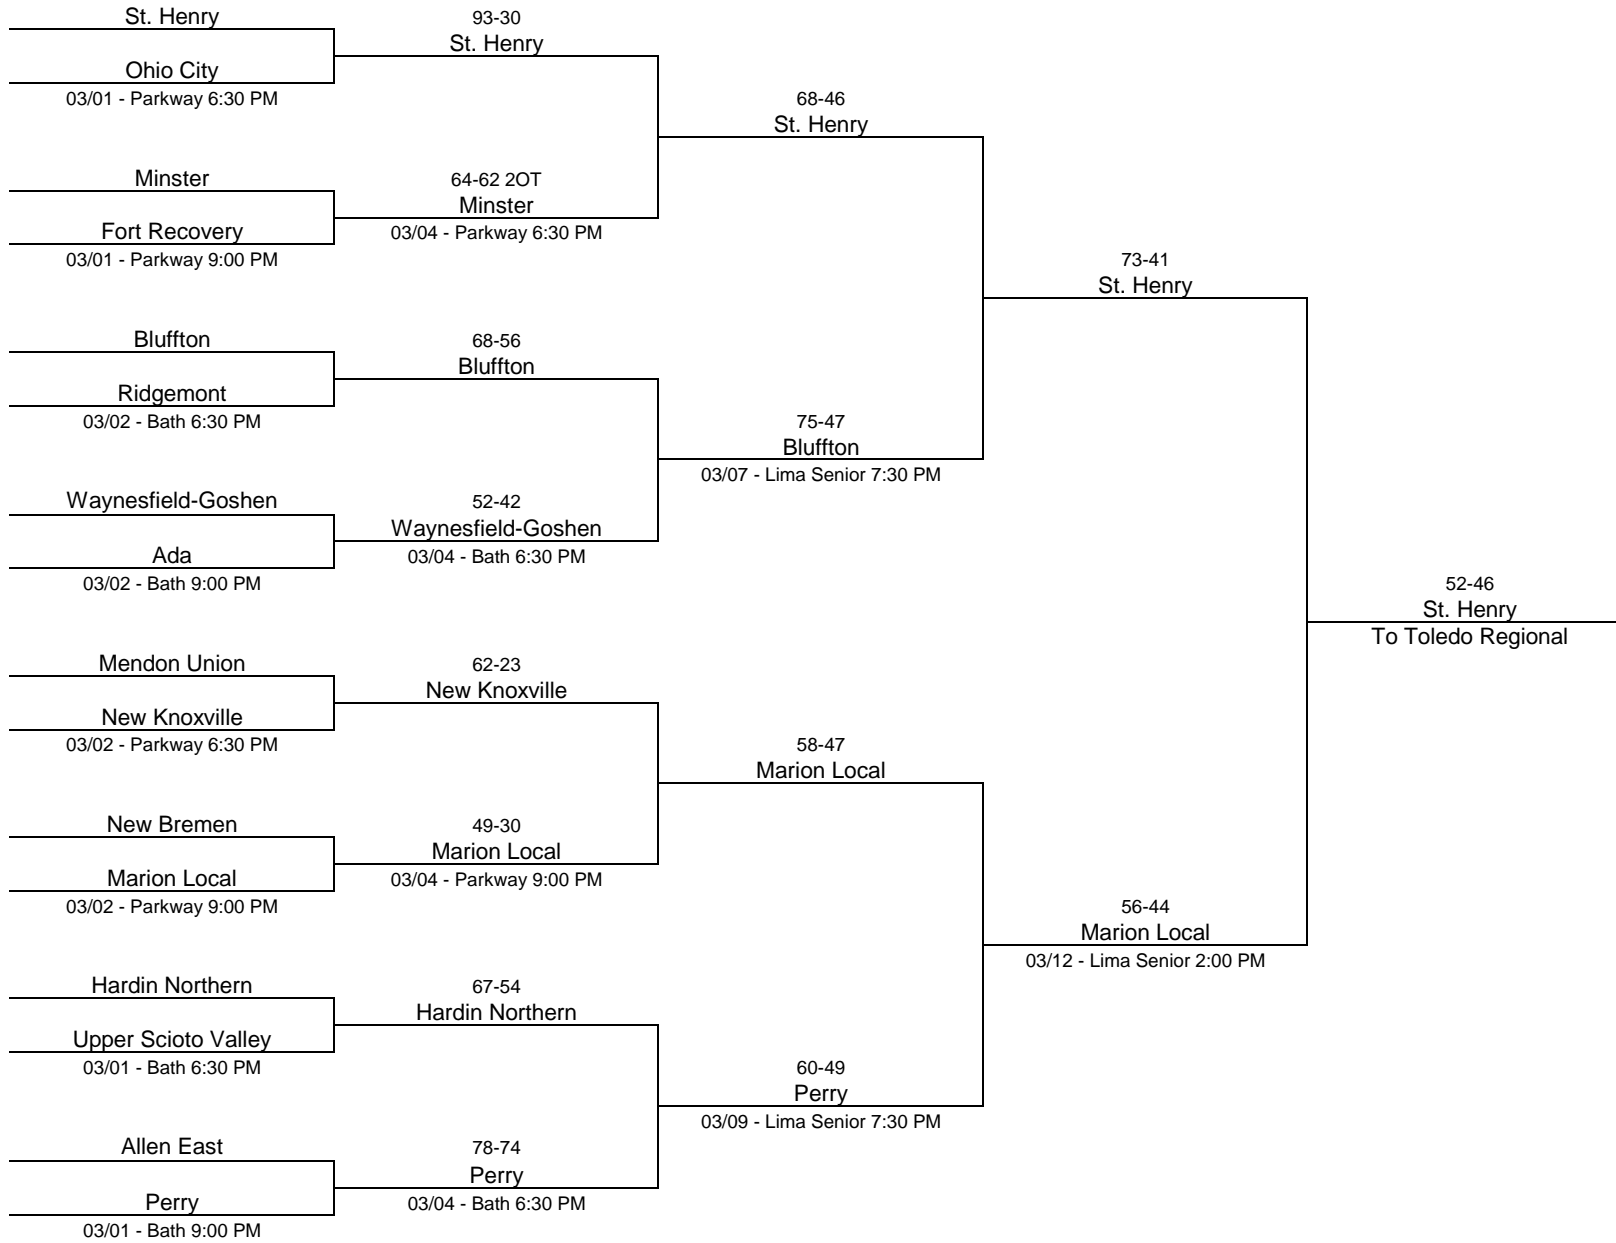 St. Henry
Ohio City
03/01 - Parkway 6:30 PM
Minster
Fort Recovery
03/01 - Parkway 9:00 PM
Bluffton
Ridgemont
03/02 - Bath 6:30 PM
Waynesfield-Goshen
Ada
03/02 - Bath 9:00 PM
Mendon Union
New Knoxville
03/02 - Parkway 6:30 PM
New Bremen
Marion Local
03/02 - Parkway 9:00 PM
Hardin Northern
Upper Scioto Valley
03/01 - Bath 6:30 PM
Allen East
Perry
03/01 - Bath 9:00 PM
93-30
St. Henry
64-62 2OT
Minster
03/04 - Parkway 6:30 PM
68-56
Bluffton
52-42
Waynesfield-Goshen
03/04 - Bath 6:30 PM
62-23
New Knoxville
49-30
Marion Local
03/04 - Parkway 9:00 PM
67-54
Hardin Northern
78-74
Perry
03/04 - Bath 6:30 PM
68-46
St. Henry
75-47
Bluffton
03/07 - Lima Senior 7:30 PM
58-47
Marion Local
60-49
Perry
03/09 - Lima Senior 7:30 PM
73-41
St. Henry
56-44
Marion Local
03/12 - Lima Senior 2:00 PM
52-46
St. Henry
To Toledo Regional